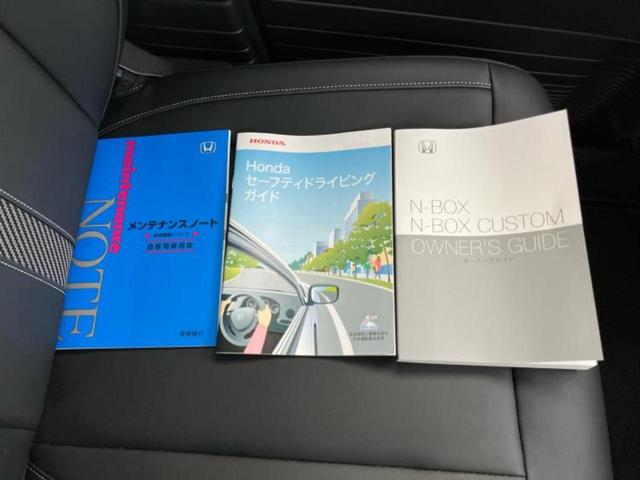 maintenance
NOTE
メンテナンスノート
自家用乗用車
HONDA
Honda
セーフティドライビング
ガイド
N-BOX
N-BOX CUSTOM
OWNER'S GUIDE
オーナーズガイド